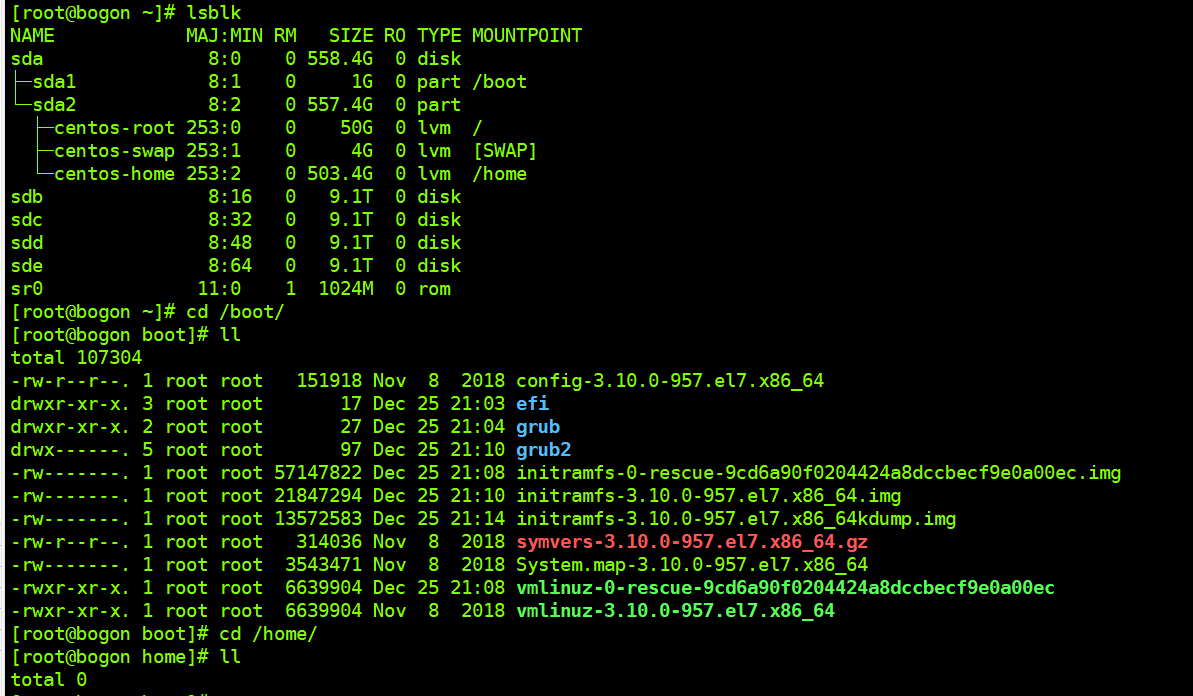 [root@bogon ~]# lsblk
NAME                MAJ:MIN RM   SIZE RO TYPE MOUNTPOINT
sda                   8:0    0 558.4G  0 disk
├─sda1                8:1    0     1G  0 part /boot
└─sda2                8:2    0 557.4G  0 part
  ├─centos-root 253:0    0    50G  0 lvm  /
  ├─centos-swap 253:1    0     4G  0 lvm  [SWAP]
  └─centos-home 253:2    0 503.4G  0 lvm  /home
sdb                   8:16   0   9.1T  0 disk
sdc                   8:32   0   9.1T  0 disk
sdd                   8:48   0   9.1T  0 disk
sde                   8:64   0   9.1T  0 disk
sr0                  11:0    1  1024M  0 rom
[root@bogon ~]# cd /boot/
[root@bogon boot]# ll
total 107304
-rw-r--r--. 1 root root   151918 Nov  8  2018 config-3.10.0-957.el7.x86_64
drwxr-xr-x. 3 root root       17 Dec 25 21:03 efi
drwxr-xr-x. 2 root root       27 Dec 25 21:04 grub
drwx------. 5 root root       97 Dec 25 21:10 grub2
-rw-------. 1 root root 57147822 Dec 25 21:08 initramfs-0-rescue-9cd6a90f0204424a8dccbecf9e0a00ec.img
-rw-------. 1 root root 21847294 Dec 25 21:10 initramfs-3.10.0-957.el7.x86_64.img
-rw-------. 1 root root 13572583 Dec 25 21:14 initramfs-3.10.0-957.el7.x86_64kdump.img
-rw-r--r--. 1 root root   314036 Nov  8  2018 symvers-3.10.0-957.el7.x86_64.gz
-rw-------. 1 root root  3543471 Nov  8  2018 System.map-3.10.0-957.el7.x86_64
-rwxr-xr-x. 1 root root  6639904 Dec 25 21:08 vmlinuz-0-rescue-9cd6a90f0204424a8dccbecf9e0a00ec
-rwxr-xr-x. 1 root root  6639904 Nov  8  2018 vmlinuz-3.10.0-957.el7.x86_64
[root@bogon boot]# cd /home/
[root@bogon home]# ll
total 0